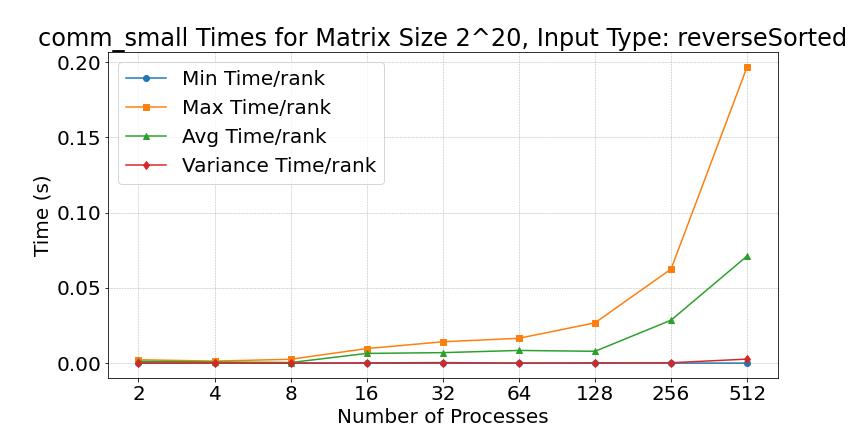 comm_small Times for Matrix Size 2^20, Input Type: reverseSorted
Min Time/rank
Max Time/rank
Avg Time/rank
Variance Time/rank
Time (s)
0.20
0.15
0.10
0.05
0.00
2 4 8 16 32 64 128 256 512
Number of Processes